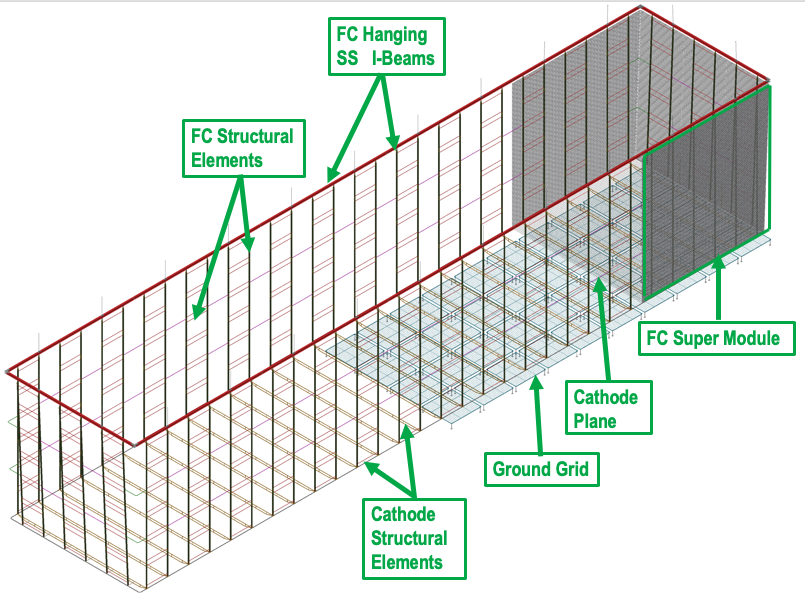 FC Hanging
SS I-Beams
FC Structural
Elements
FC Super Module
Cathode
Plane
Ground Grid
Cathode
Structural
Elements